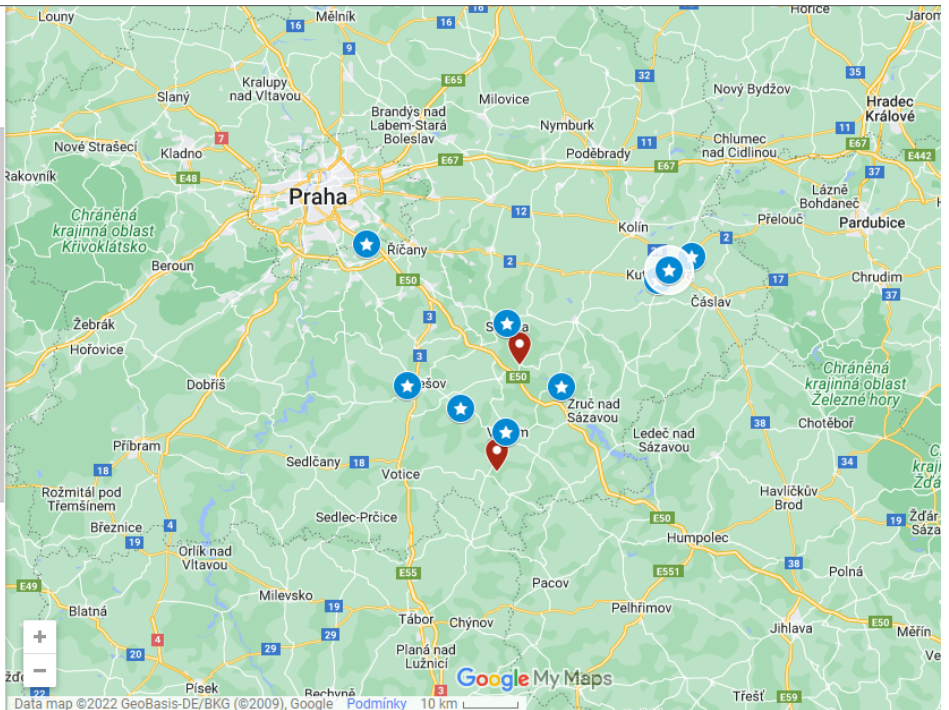 Louny
Mělník
16
16
Hořice
Jarom
9
E65
35
Kralupy
nad Vltavou
Slaný
Milovice
32
Nový Bydžov
Hradec
Králové
Brandýs nad
Labem-Stará
Boleslav
Nymburk
11
11
7
Nové Strašecí
Kladno
E67
Poděbrady
E67
Chlumec
nad Cidlinou
E67
E442
Rakovník
E48
37
Praha
12
Lázně
Bohdaneč
Chráněná
krajinná oblast
Křivoklátsko
Kolín
Přelouč
Pardubice
Říčany
2
2
Beroun
E50
17
Chrudim
37
Čáslav
Žebrák
3
Hořovice
3
E50
Chráněná
krajinná oblast
Železné hory
Dobříš
Zruč nad
Sázavou
38
Chotěboř
Příbram
Ledeč nad
Sázavou
18
Sedlčany
18
Votice
34
Rožmitál pod
Třemšínem
Havlíčkův
Brod
Sedlec-Prčice
E50
19
Březnice
4
19
Humpolec
Orlík nad
Vltavou
38
E49
E55
E551
Polná
Pacov
Milevsko
19
Blatná
Tábor
Chýnov
Pelhřimov
E50
4
29
29
Jihlava
Měřín
20
Planá nad
Lužnicí
Google My Maps
22
Písek
Bechyně
3
Třešť
Data map ©2022 GeoBasis-DE/BKG (©2009), Google
Podmínky
10 km